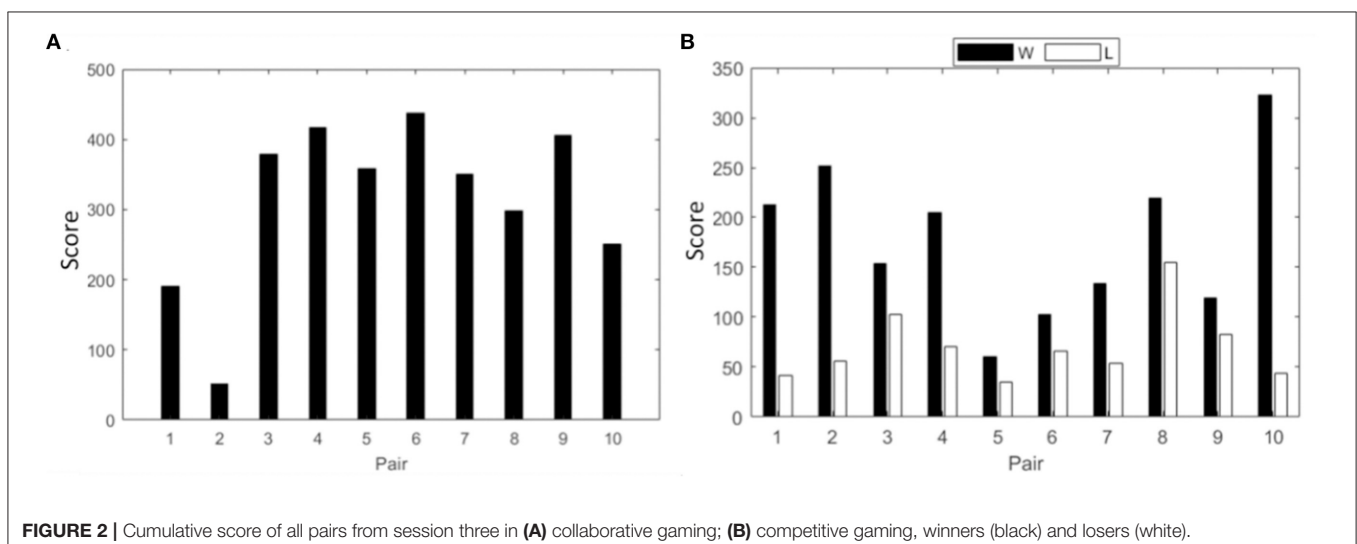 A
500
400
300
200
100
0
Score
1 2 3 4 5 6 7 8 9 10
Pair
B
W L
350
300
250
200
150
100
50
0
Score
1 2 3 4 5 6 7 8 9 10
Pair
FIGURE 2 | Cumulative score of all pairs from session three in (A) collaborative gaming; (B) competitive gaming, winners (black) and losers (white).